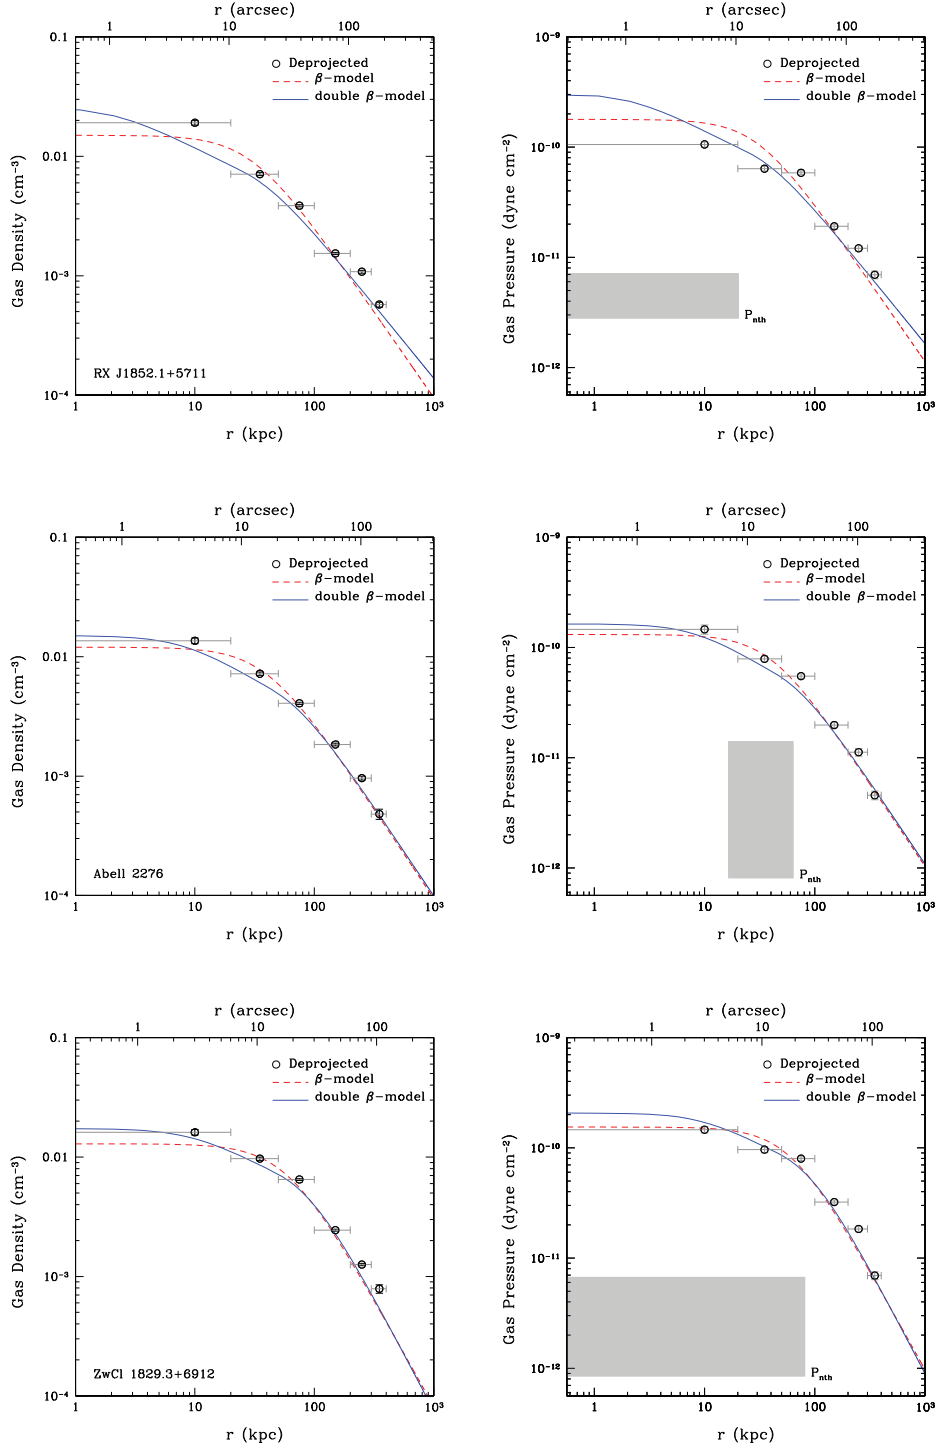 r (arcsec)
1 10 100
0.1
0.01
10⁻³
10⁻⁴
Gas Density (cm⁻³)
Deprojected
β−model
double β−model
RX J1852.1+5711
1 10 100 10³
r (kpc)
r (arcsec)
1 10 100
10⁻⁹
10⁻¹⁰
10⁻¹¹
10⁻¹²
Gas Pressure (dyne cm⁻²)
Deprojected
β−model
double β−model
Pₙₜₕ
1 10 100 10³
r (kpc)
r (arcsec)
1 10 100
0.1
0.01
10⁻³
10⁻⁴
Gas Density (cm⁻³)
Deprojected
β−model
double β−model
Abell 2276
1 10 100 10³
r (kpc)
r (arcsec)
1 10 100
10⁻⁹
10⁻¹⁰
10⁻¹¹
10⁻¹²
Gas Pressure (dyne cm⁻²)
Deprojected
β−model
double β−model
Pₙₜₕ
1 10 100 10³
r (kpc)
r (arcsec)
1 10 100
0.1
0.01
10⁻³
10⁻⁴
Gas Density (cm⁻³)
Deprojected
β−model
double β−model
ZwCl 1829.3+6912
1 10 100 10³
r (kpc)
r (arcsec)
1 10 100
10⁻⁹
10⁻¹⁰
10⁻¹¹
10⁻¹²
Gas Pressure (dyne cm⁻²)
Deprojected
β−model
double β−model
Pₙₜₕ
1 10 100 10³
r (kpc)